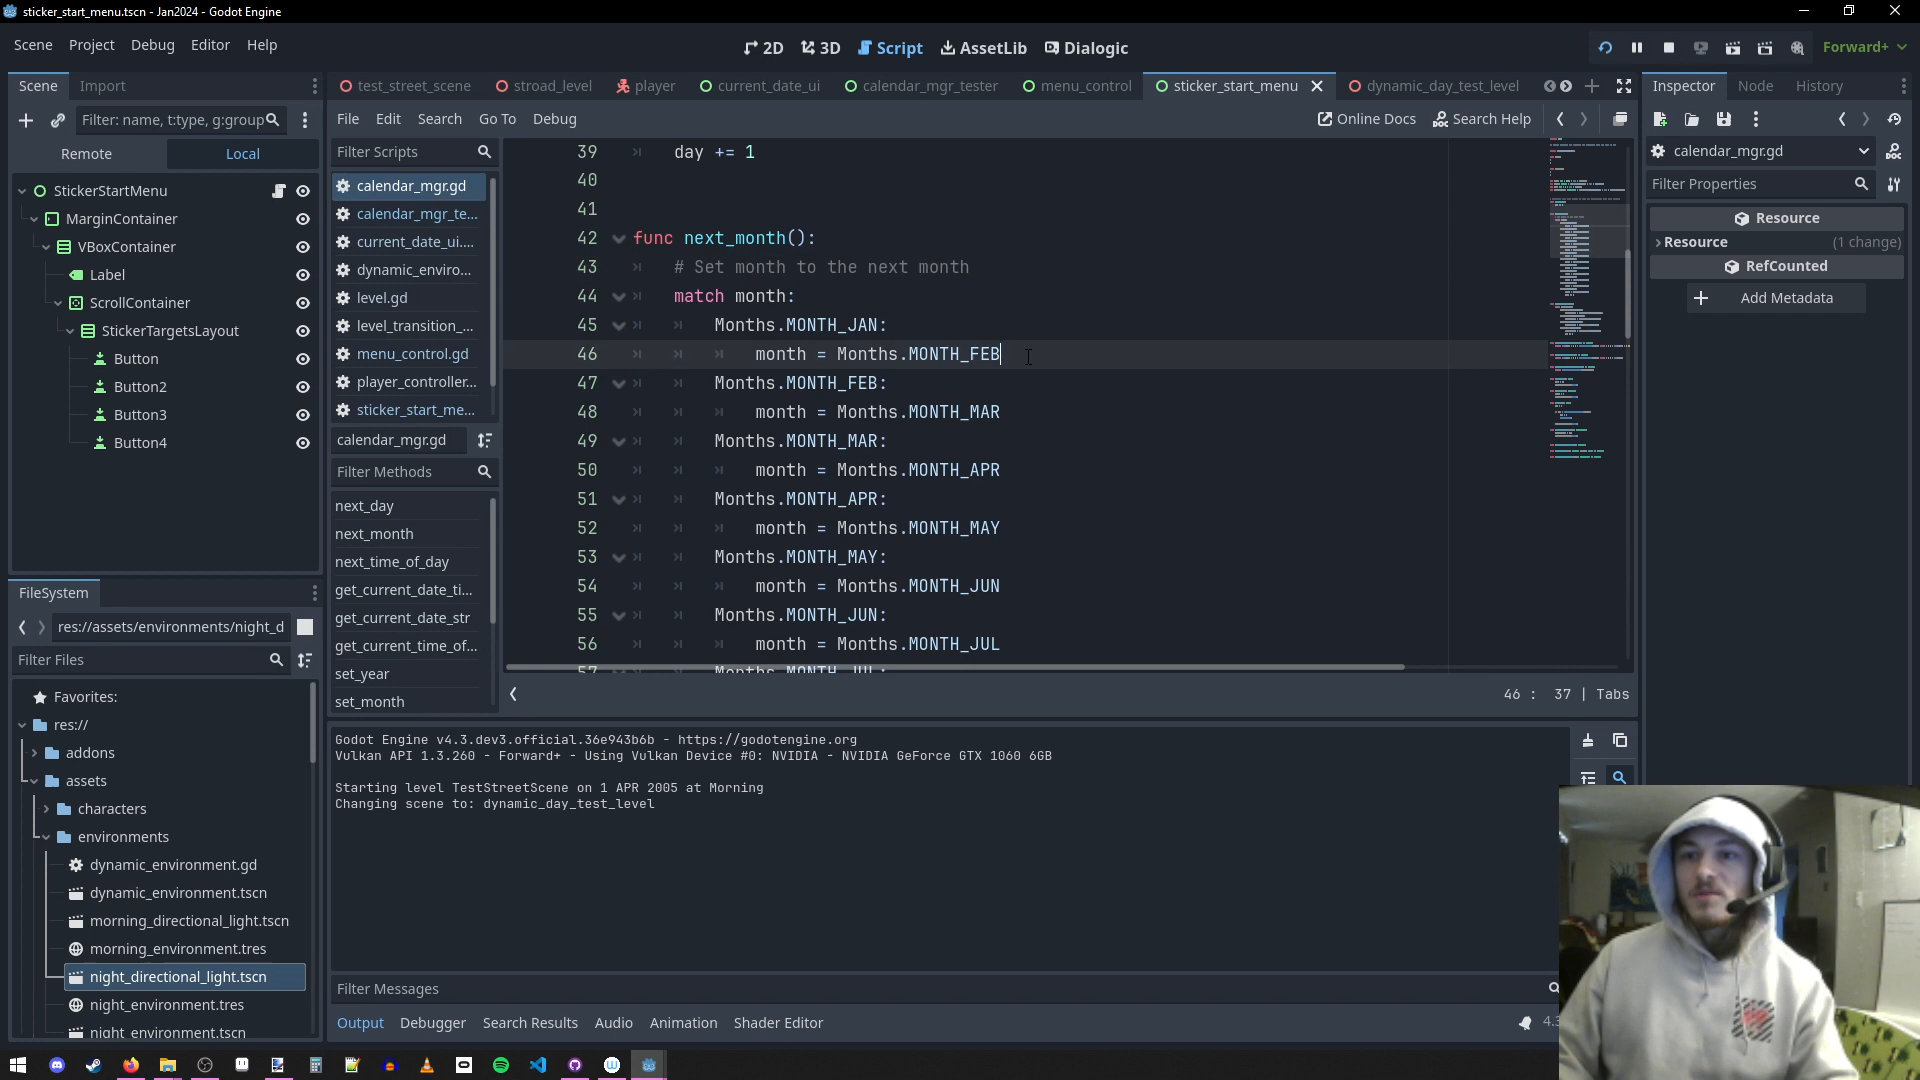 sticker_start_menu.tscn - Jan2024 - Godot Engine
Scene Project Debug Editor Help
2D 3D Script AssetLib Dialogic
Forward+
Scene Import
test_street_scene stroad_level player current_date_ui calendar_mgr_tester menu_control sticker_start_menu dynamic_day_test_level
Inspector Node History
Filter: name, t:type, g:group
File Edit Search Go To Debug
Online Docs Search Help
Remote Local
Filter Scripts
calendar_mgr.gd
Filter Properties
Resource
Resource (1 change)
RefCounted
Add Metadata
StickerStartMenu
MarginContainer
VBoxContainer
Label
ScrollContainer
StickerTargetsLayout
Button
Button2
Button3
Button4
calendar_mgr.gd
calendar_mgr_te...
current_date_ui....
dynamic_enviro...
level.gd
level_transition_...
menu_control.gd
player_controller...
sticker_start_me...
calendar_mgr.gd
Filter Methods
next_day
next_month
next_time_of_day
get_current_date_ti...
get_current_date_str
get_current_time_of...
set_year
set_month
39 day += 1
40
41
42 func next_month():
43 # Set month to the next month
44 match month:
45 Months.MONTH_JAN:
46 month = Months.MONTH_FEB
47 Months.MONTH_FEB:
48 month = Months.MONTH_MAR
49 Months.MONTH_MAR:
50 month = Months.MONTH_APR
51 Months.MONTH_APR:
52 month = Months.MONTH_MAY
53 Months.MONTH_MAY:
54 month = Months.MONTH_JUN
55 Months.MONTH_JUN:
56 month = Months.MONTH_JUL
57 Months.MONTH_JUL:
46 : 37 | Tabs
FileSystem
res://assets/environments/night_d
Filter Files
Favorites:
res://
addons
assets
characters
environments
dynamic_environment.gd
dynamic_environment.tscn
morning_directional_light.tscn
morning_environment.tres
night_directional_light.tscn
night_environment.tres
night_environment.tscn
Godot Engine v4.3.dev3.official.36e943b6b - https://godotengine.org
Vulkan API 1.3.260 - Forward+ - Using Vulkan Device #0: NVIDIA - NVIDIA GeForce GTX 1060 6GB
Starting level TestStreetScene on 1 APR 2005 at Morning
Changing scene to: dynamic_day_test_level
Filter Messages
Output Debugger Search Results Audio Animation Shader Editor
4.3